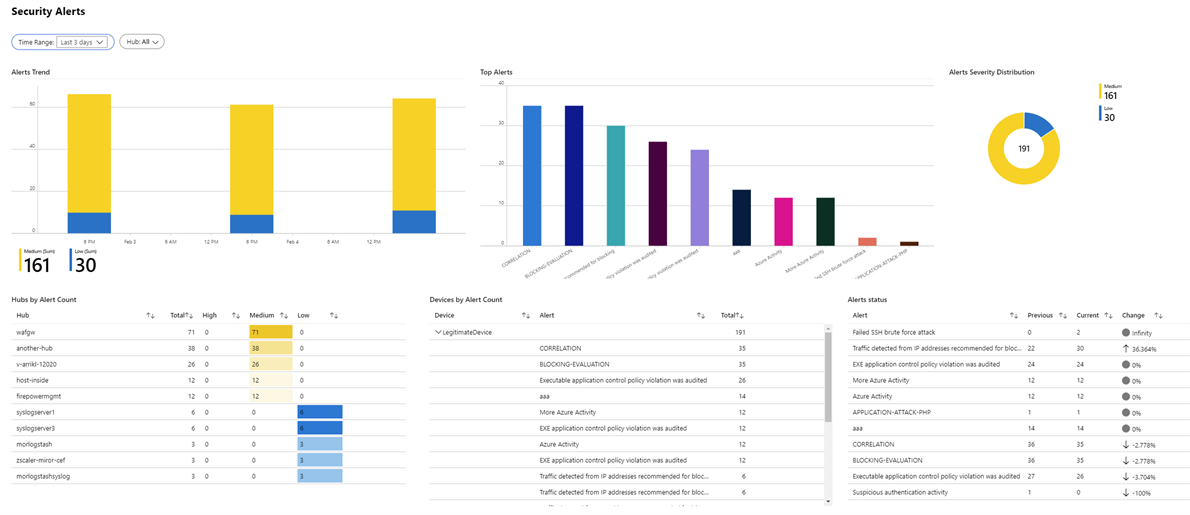 Security Alerts
Time Range: Last 3 days
Hub: All
Alerts Trend
60
40
20
0
6 PM
Feb 3
6 AM
12 PM
6 PM
Feb 4
6 AM
12 PM
Medium (Sum)
161
Low (Sum)
30
Top Alerts
40
30
20
10
0
CORRELATION
BLOCKING-EVALUATION
ecommended for blocking
policy violation was audited
policy violation was audited
aaa
Azure Activity
More Azure Activity
led SSH brute force attack
APPLICATION-ATTACK-PHP
Alerts Severity Distribution
191
Medium
161
Low
30
Hubs by Alert Count
Hub Total High Medium Low
wafgw 71 0 71 0
another-hub 38 0 38 0
v-arrikl-12020 26 0 26 0
host-inside 12 0 12 0
firepowermgmt 12 0 12 0
syslogserver1 6 0 0 6
syslogserver3 6 0 0 6
morlogstash 3 0 0 3
zscaler-miror-cef 3 0 0 3
morlogstashsyslog 3 0 0 3
Devices by Alert Count
Device Alert Total
LegitimateDevice 191
CORRELATION 35
BLOCKING-EVALUATION 35
Executable application control policy violation was audited 26
aaa 14
More Azure Activity 12
EXE application control policy violation was audited 12
Azure Activity 12
EXE application control policy violation was audited 12
Traffic detected from IP addresses recommended for bloc... 6
Traffic detected from IP addresses recommended for bloc... 6
Alerts status
Alert Previous Current Change
Failed SSH brute force attack 0 2 Infinity
Traffic detected from IP addresses recommended for bloc... 22 30 36.364%
EXE application control policy violation was audited 24 24 0%
More Azure Activity 12 12 0%
Azure Activity 12 12 0%
APPLICATION-ATTACK-PHP 1 1 0%
aaa 14 14 0%
CORRELATION 36 35 -2.778%
BLOCKING-EVALUATION 36 35 -2.778%
Executable application control policy violation was audited 27 26 -3.704%
Suspicious authentication activity 1 0 -100%